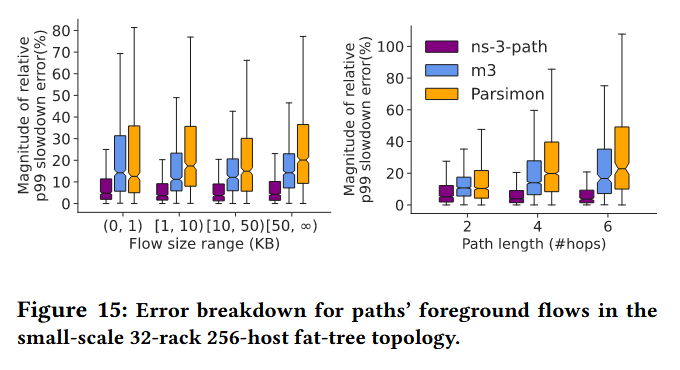 Magnitude of relative
p99 slowdown error(%)
80
70
60
50
40
30
20
10
0
(0, 1) [1, 10) [10, 50) [50, ∞)
Flow size range (KB)
Magnitude of relative
p99 slowdown error(%)
100
80
60
40
20
0
ns-3-path
m3
Parsimon
2 4 6
Path length (#hops)
Figure 15: Error breakdown for paths’ foreground flows in the
small-scale 32-rack 256-host fat-tree topology.